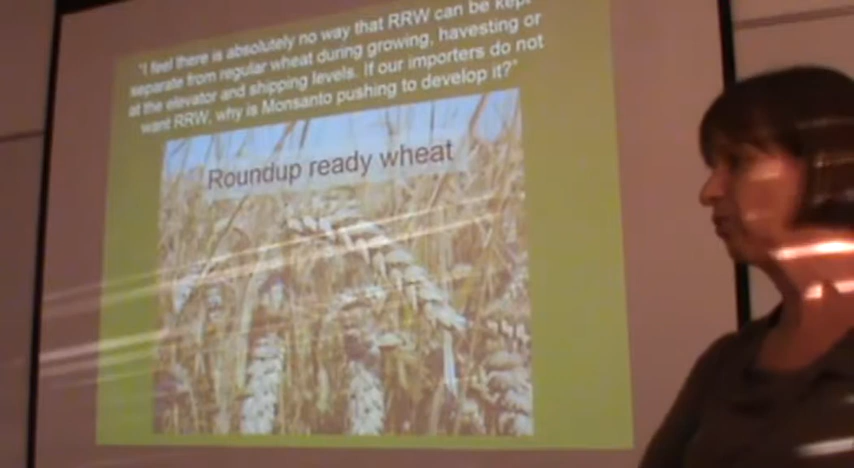 "I feel there is absolutely no way that RRW can be kept
separate from regular wheat during growing, havesting or
at the elevator and shipping levels. If our importers do not
want RRW, why is Monsanto pushing to develop it?"
Roundup ready wheat